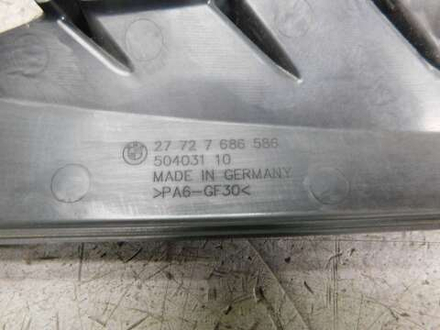 27 72 7 686 586
504031 10
MADE IN GERMANY
>PA6-GF30<